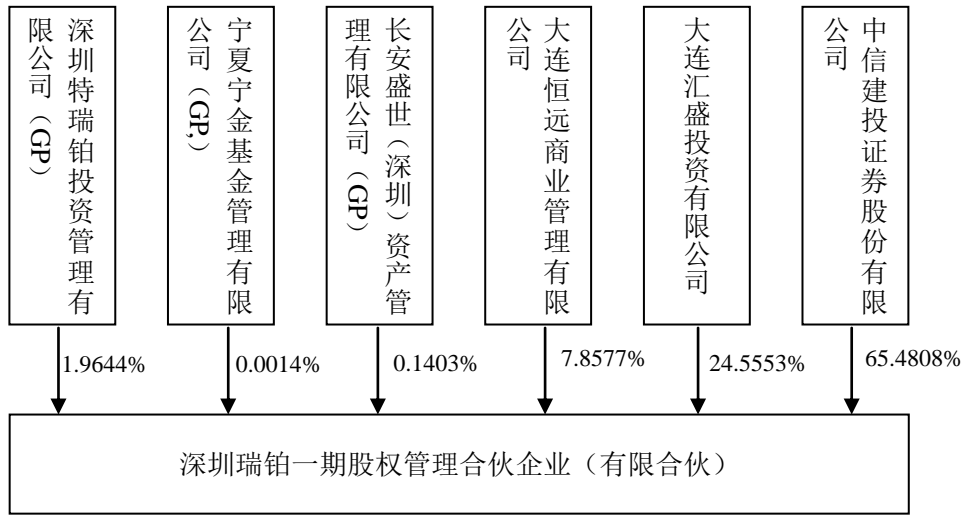 深圳特瑞铂投资管理有
限公司（GP）
宁夏宁金基金管理有限
公司（GP,）
长安盛世（深圳）资产管
理有限公司（GP）
大连恒远商业管理有限
公司
大连汇盛投资有限公司
中信建投证券股份有限
公司
1.9644%
0.0014%
0.1403%
7.8577%
24.5553%
65.4808%
深圳瑞铂一期股权管理合伙企业（有限合伙）